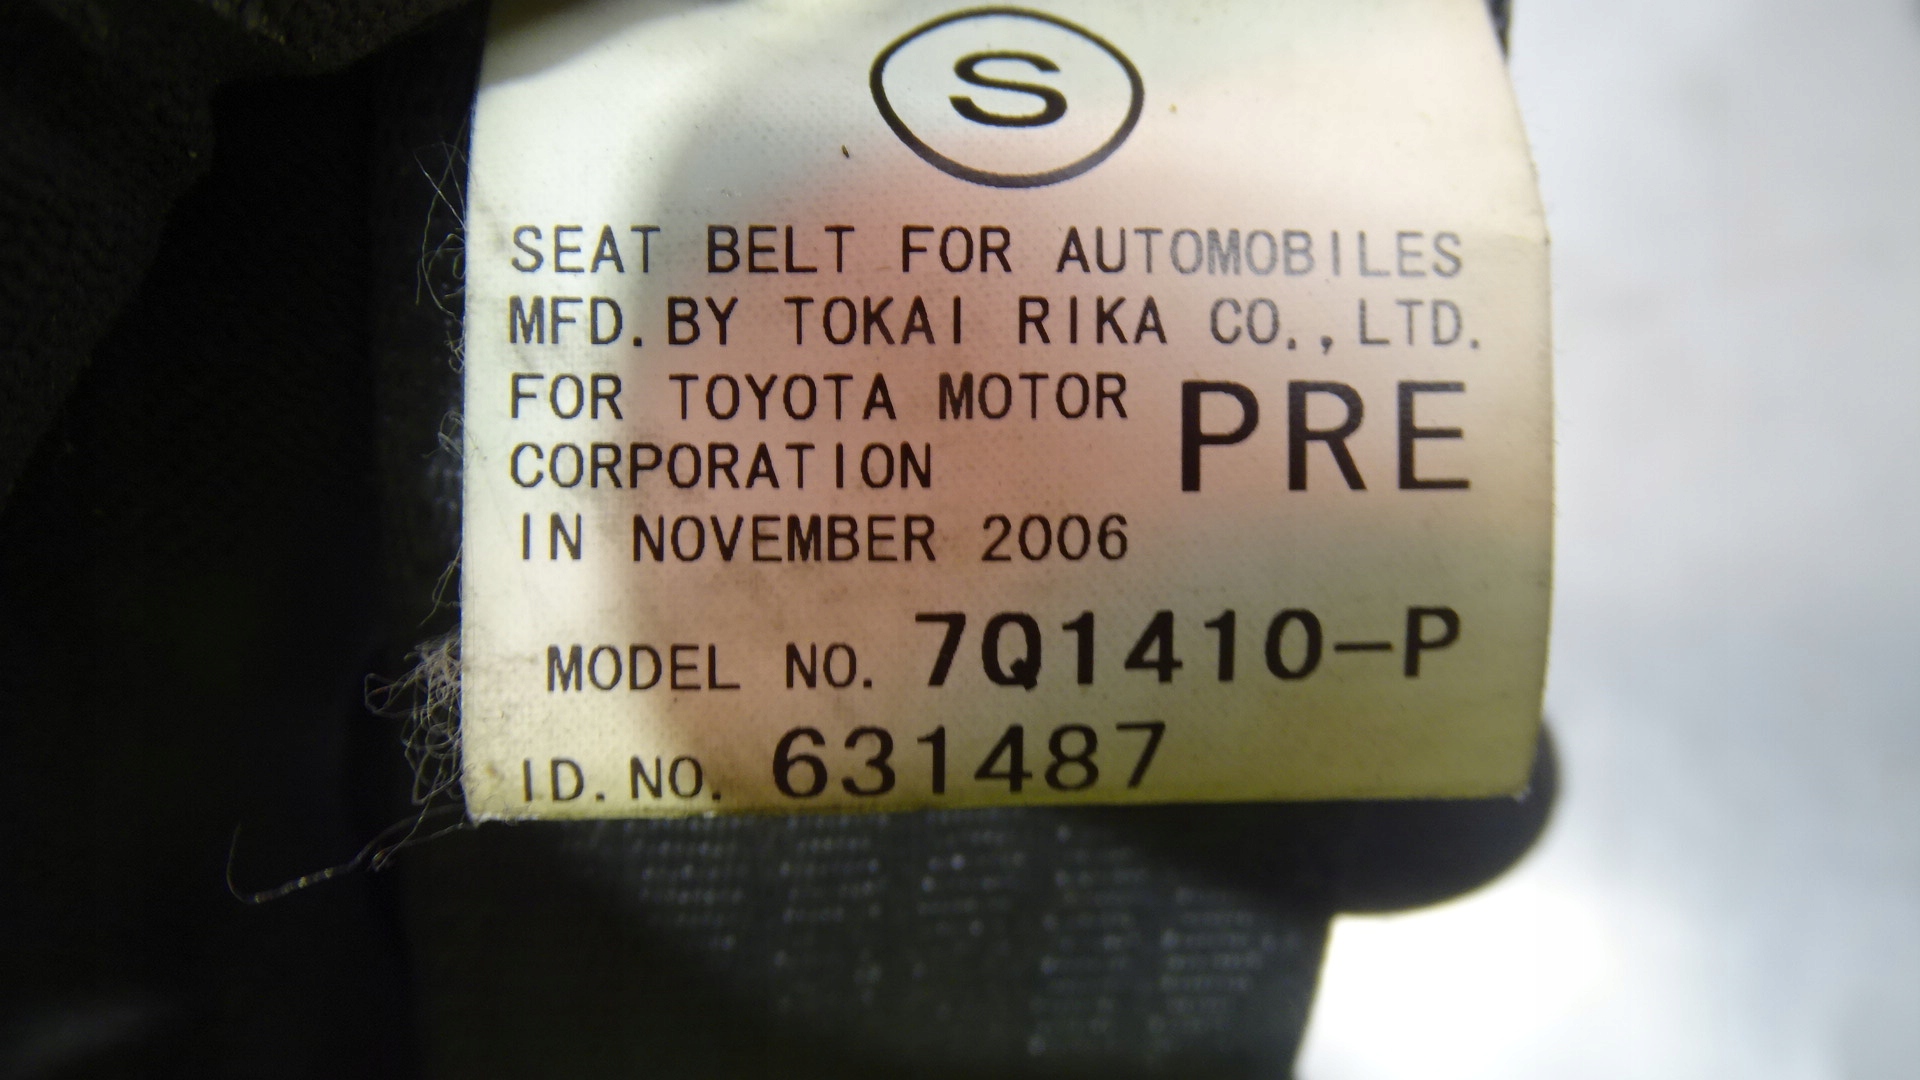 S
SEAT BELT FOR AUTOMOBILES
MFD. BY TOKAI RIKA CO., LTD.
FOR TOYOTA MOTOR PRE
CORPORATION
IN NOVEMBER 2006
MODEL NO. 7Q1410-P
ID. NO. 631487